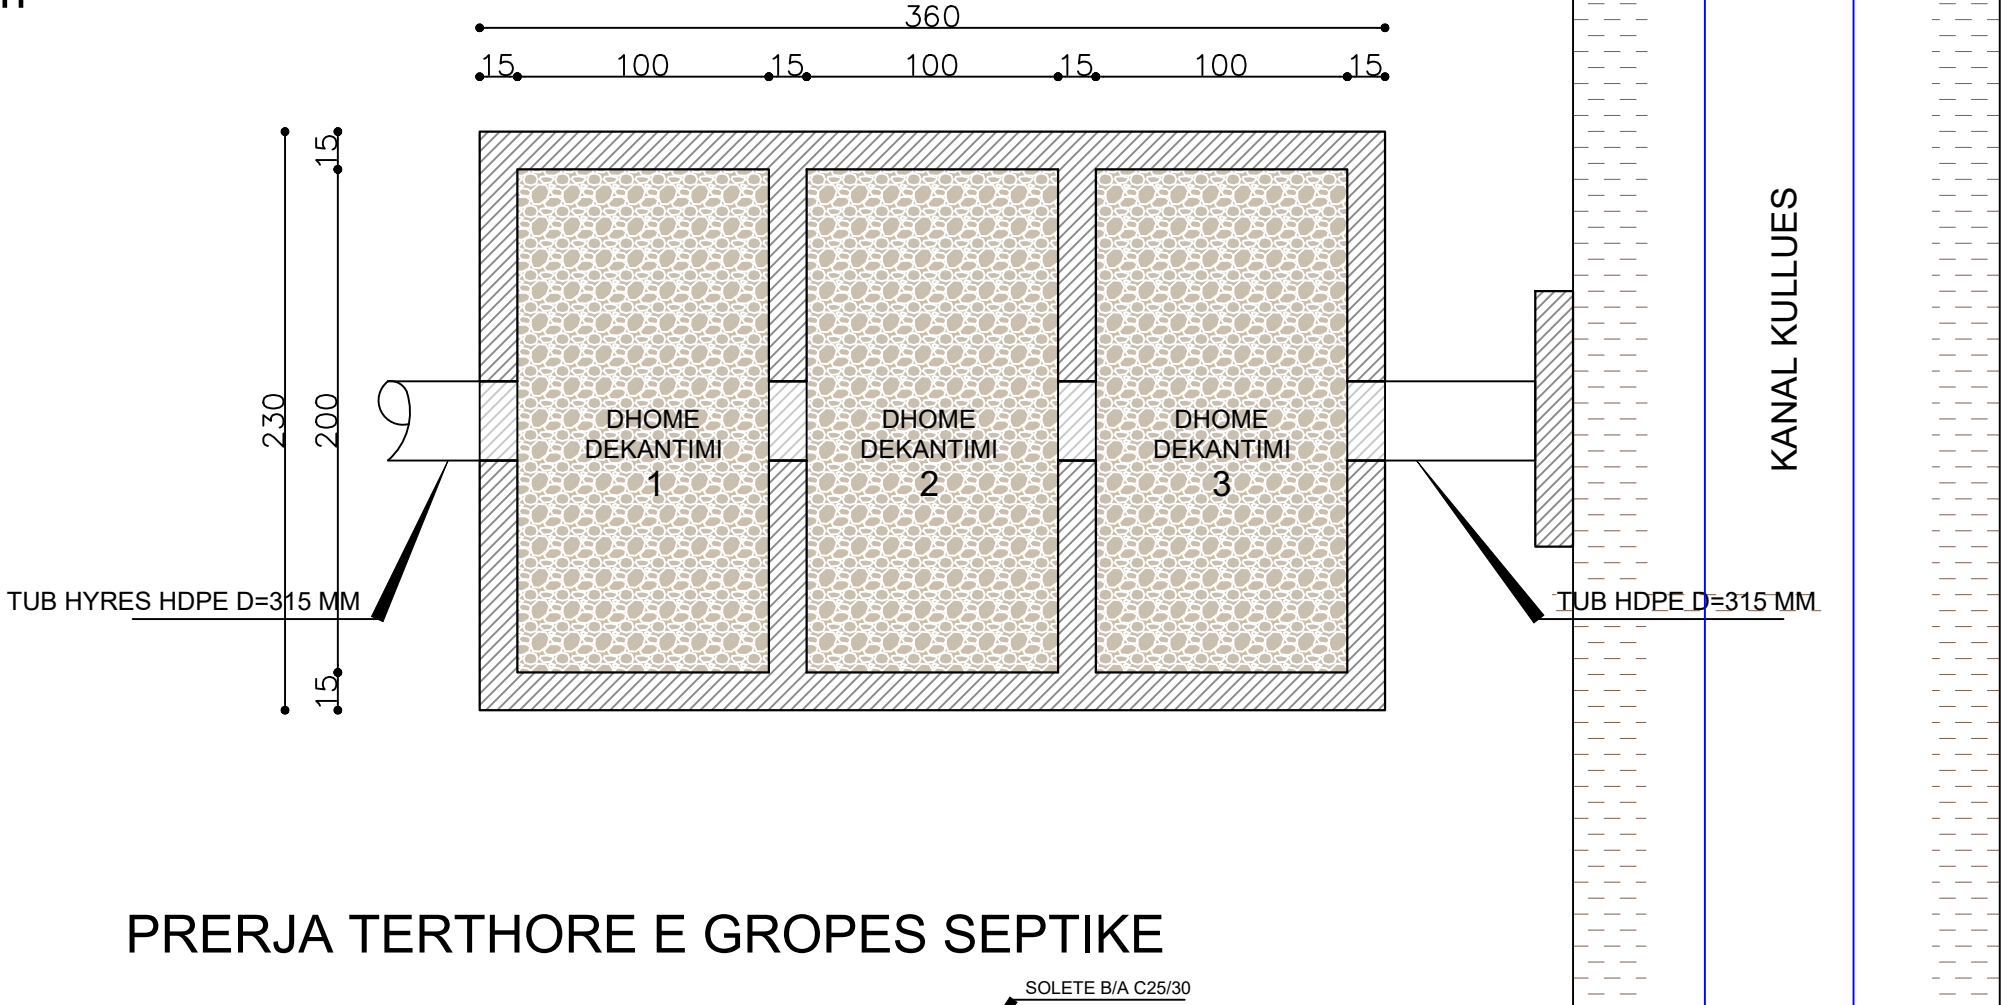 360
15 100 15 100 15 100 15
15
230
200
15
DHOME
DEKANTIMI
1
DHOME
DEKANTIMI
2
DHOME
DEKANTIMI
3
KANAL KULLUES
TUB HYRES HDPE D=315 MM
TUB HDPE D=315 MM
PRERJA TERTHORE E GROPES SEPTIKE
SOLETE B/A C25/30